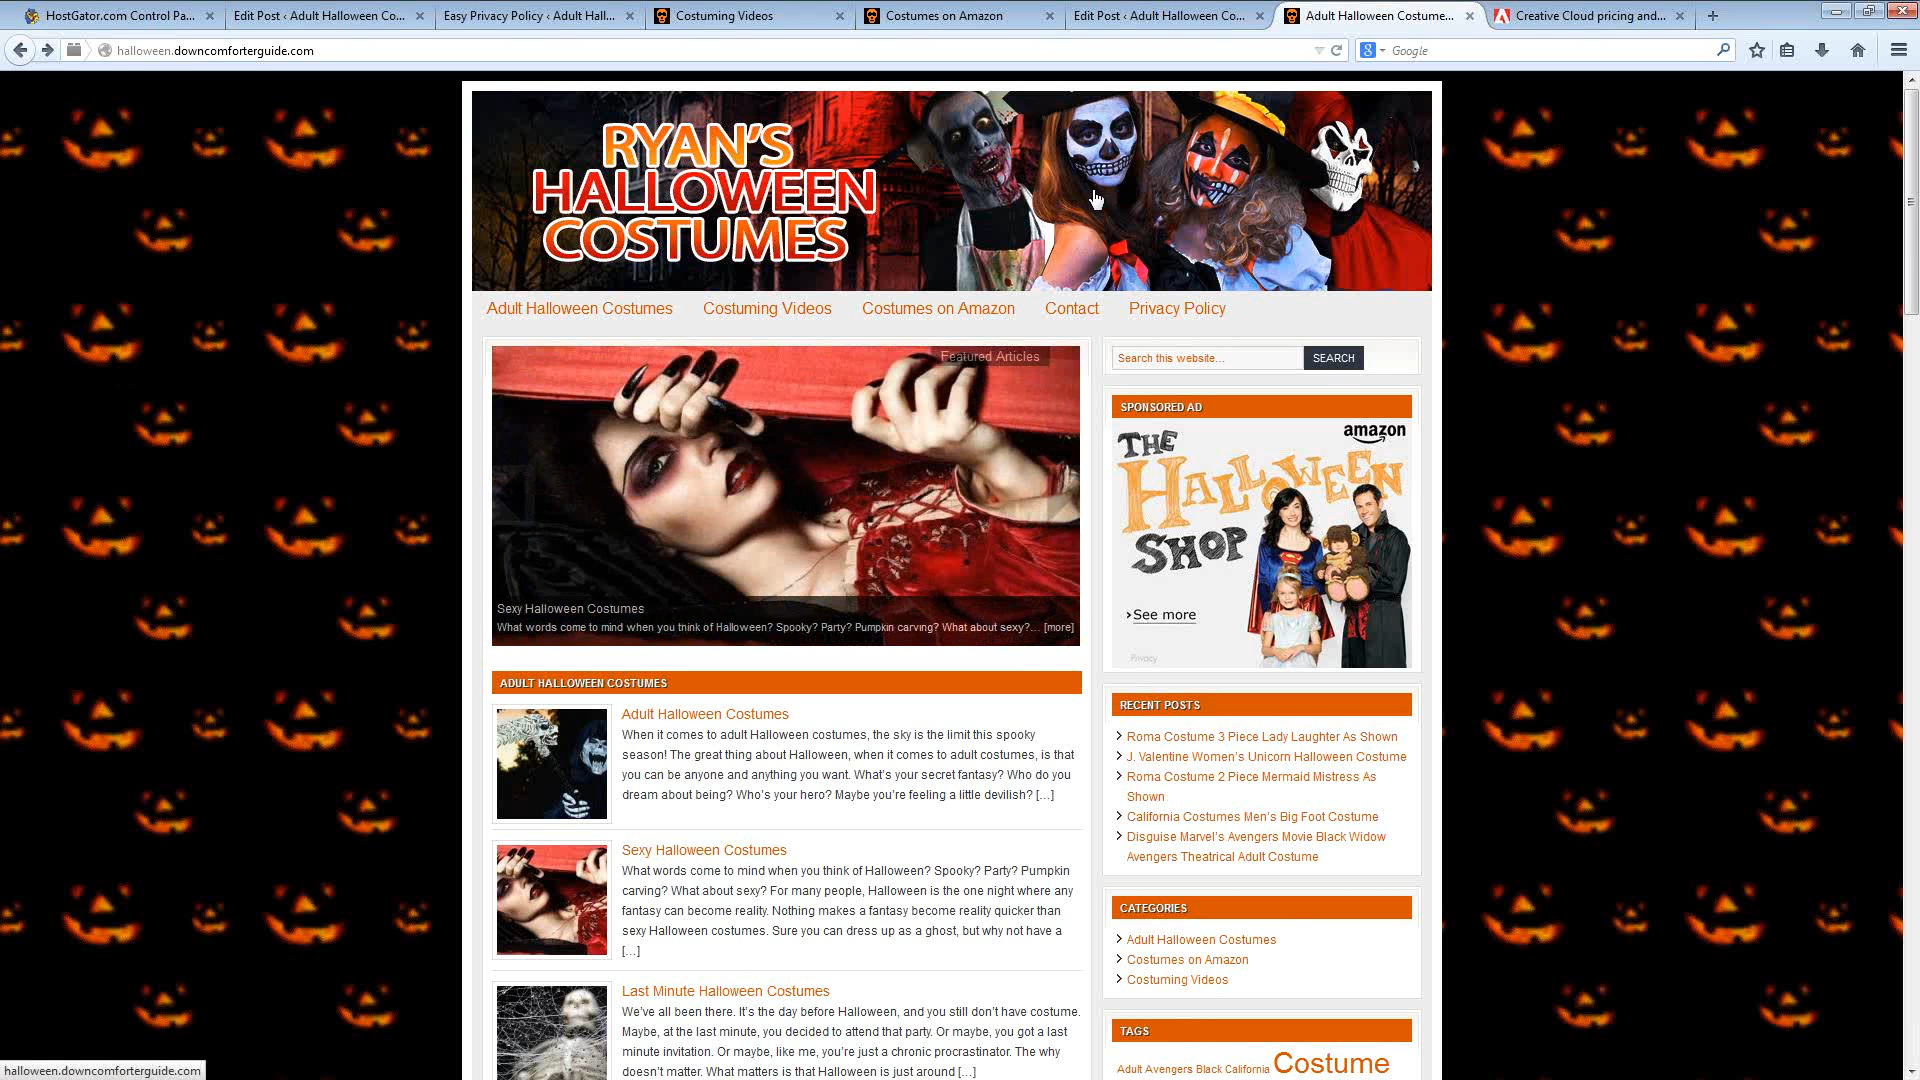 HostGator.com Control Pa...
Edit Post ‹ Adult Halloween Co...
Easy Privacy Policy ‹ Adult Hall...
Costuming Videos
Costumes on Amazon
Edit Post ‹ Adult Halloween Co...
Adult Halloween Costume...
Creative Cloud pricing and...
halloween.downcomforterguide.com
Google
RYAN'S
HALLOWEEN
COSTUMES
Adult Halloween Costumes
Costuming Videos
Costumes on Amazon
Contact
Privacy Policy
Featured Articles
Sexy Halloween Costumes
What words come to mind when you think of Halloween? Spooky? Party? Pumpkin carving? What about sexy?... [more]
ADULT HALLOWEEN COSTUMES
Adult Halloween Costumes
When it comes to adult Halloween costumes, the sky is the limit this spooky
season! The great thing about Halloween, when it comes to adult costumes, is that
you can be anyone and anything you want. What's your secret fantasy? Who do you
dream about being? Who's your hero? Maybe you're feeling a little devilish? [...]
Sexy Halloween Costumes
What words come to mind when you think of Halloween? Spooky? Party? Pumpkin
carving? What about sexy? For many people, Halloween is the one night where any
fantasy can become reality. Nothing makes a fantasy become reality quicker than
sexy Halloween costumes. Sure you can dress up as a ghost, but why not have a
[...]
Last Minute Halloween Costumes
We've all been there. It's the day before Halloween, and you still don't have costume.
Maybe, at the last minute, you decided to attend that party. Or maybe, you got a last
minute invitation. Or maybe, like me, you're just a chronic procrastinator. The why
doesn't matter. What matters is that Halloween is just around [...]
Search this website...
SEARCH
SPONSORED AD
amazon
THE
HALLOWEEN
SHOP
›See more
Privacy
RECENT POSTS
Roma Costume 3 Piece Lady Laughter As Shown
J. Valentine Women's Unicorn Halloween Costume
Roma Costume 2 Piece Mermaid Mistress As
Shown
California Costumes Men's Big Foot Costume
Disguise Marvel's Avengers Movie Black Widow
Avengers Theatrical Adult Costume
CATEGORIES
Adult Halloween Costumes
Costumes on Amazon
Costuming Videos
TAGS
Adult Avengers Black California Costume
halloween.downcomforterguide.com